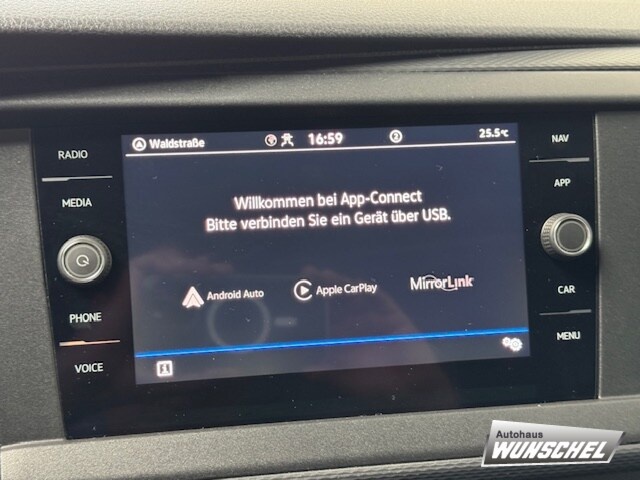 RADIO
MEDIA
PHONE
VOICE
Waldstraße 16:59 2 25.5°C
Willkommen bei App-Connect
Bitte verbinden Sie ein Gerät über USB.
Android Auto Apple CarPlay MirrorLink
NAV
APP
CAR
MENU
Autohaus
WUNSCHEL